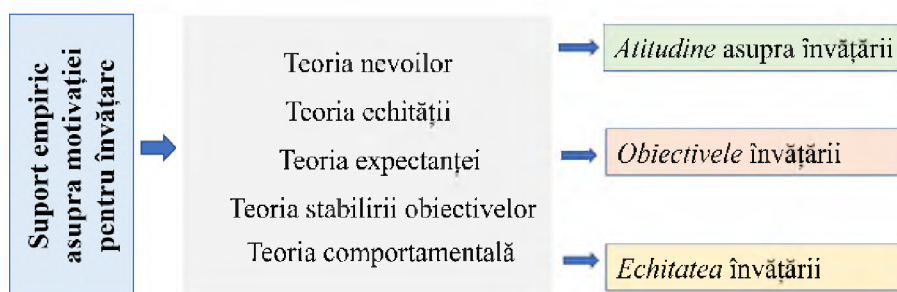 Suport empiric
asupra motivației
pentru învățare
Teoria nevoilor
Teoria echității
Teoria expectanței
Teoria stabilirii obiectivelor
Teoria comportamentală
Atitudine asupra învățării
Obiectivele învățării
Echitatea învățării